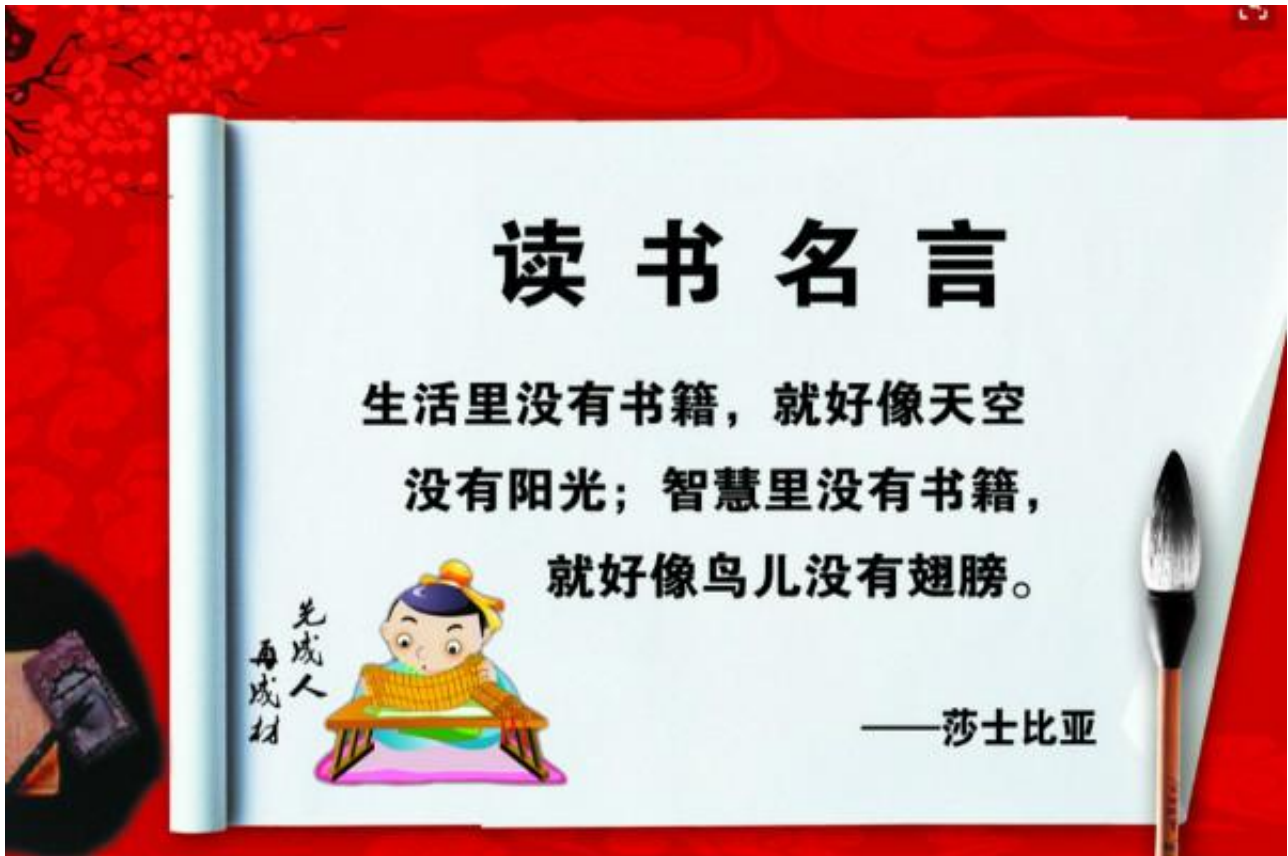 读书名言
生活里没有书籍，就好像天空
没有阳光；智慧里没有书籍，
就好像鸟儿没有翅膀。
——莎士比亚
先成人
再成材